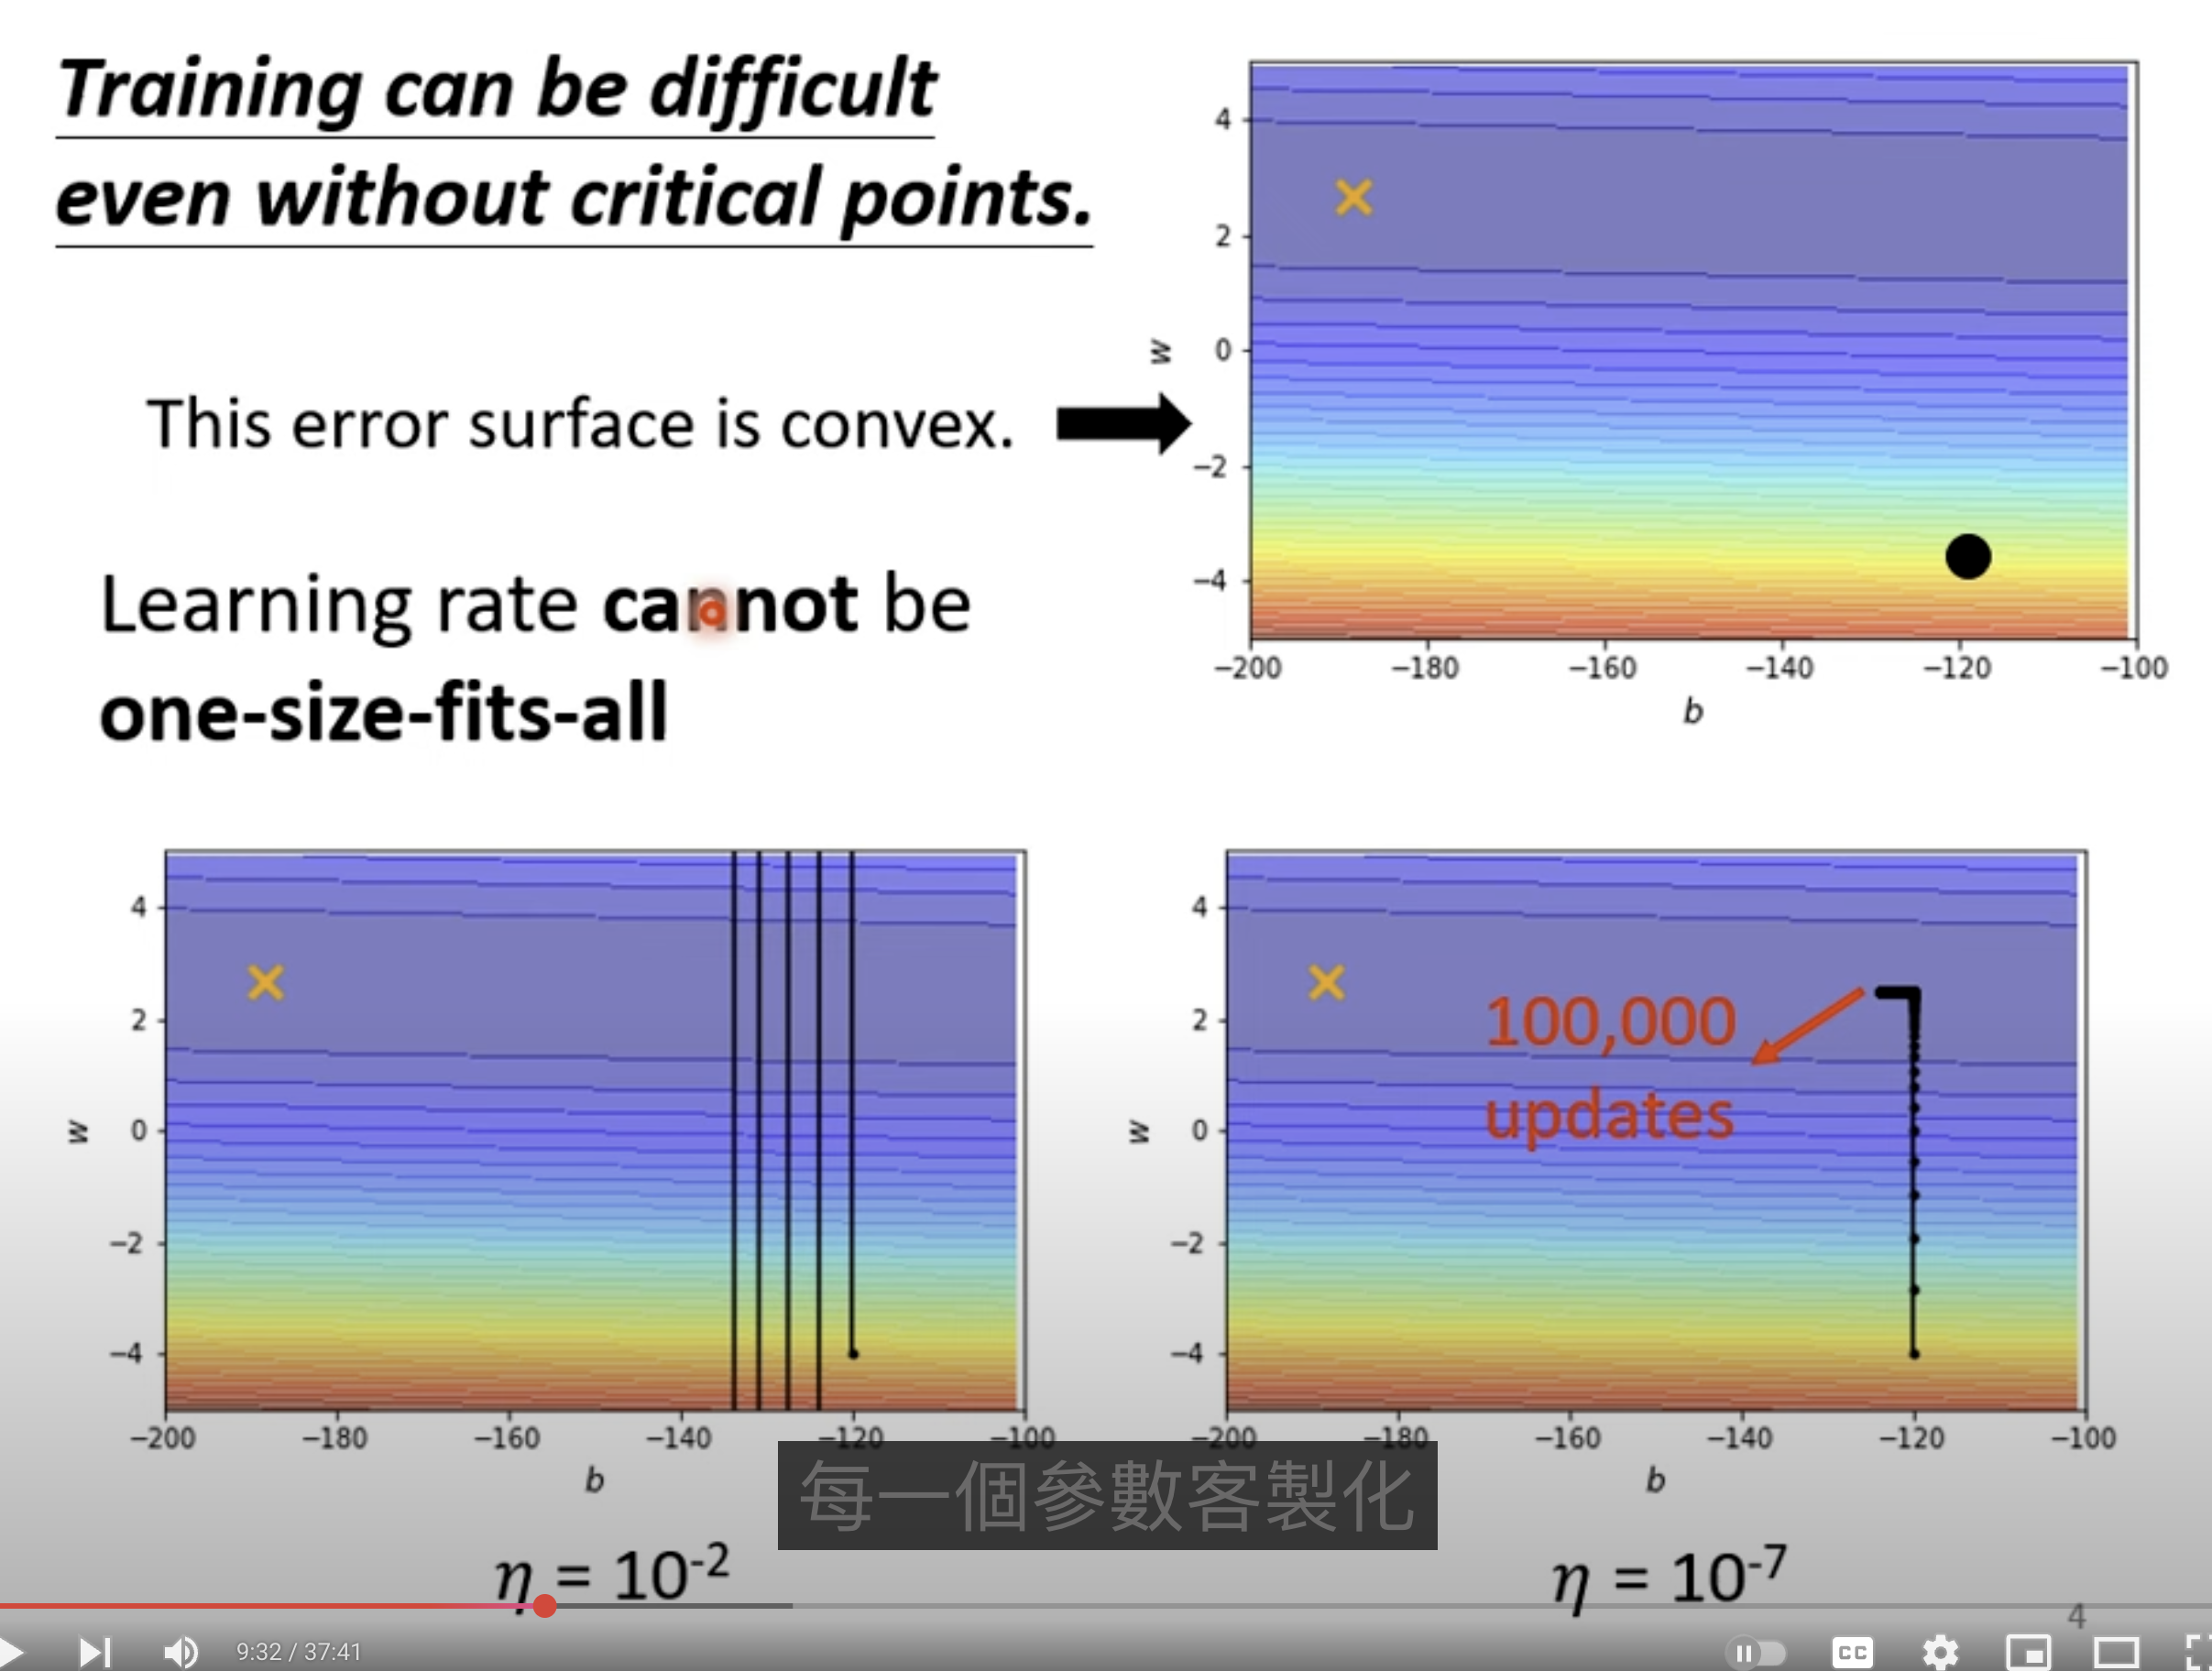 Training can be difficult
even without critical points.
This error surface is convex.
Learning rate cannot be
one-size-fits-all
4
2
0
−2
−4
w
−200 −180 −160 −140 −120 −100
b
4
2
0
−2
−4
w
−200 −180 −160 −140 −120 −100
b
η = 10-2
100,000
updates
4
2
0
−2
−4
w
−200 −180 −160 −140 −120 −100
b
η = 10-7
每一個參數客製化
4
9:32 / 37:41
CC